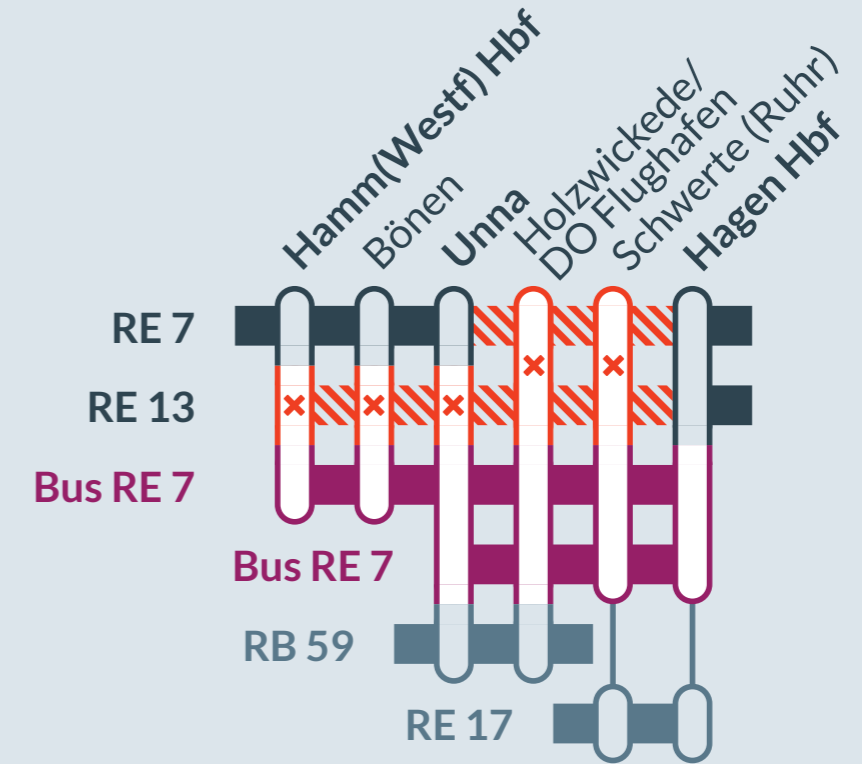 Hamm(Westf) Hbf
Bönen
Unna
Holzwickede/
DO Flughafen
Schwerte (Ruhr)
Hagen Hbf
RE 7
RE 13
Bus RE 7
Bus RE 7
RB 59
RE 17